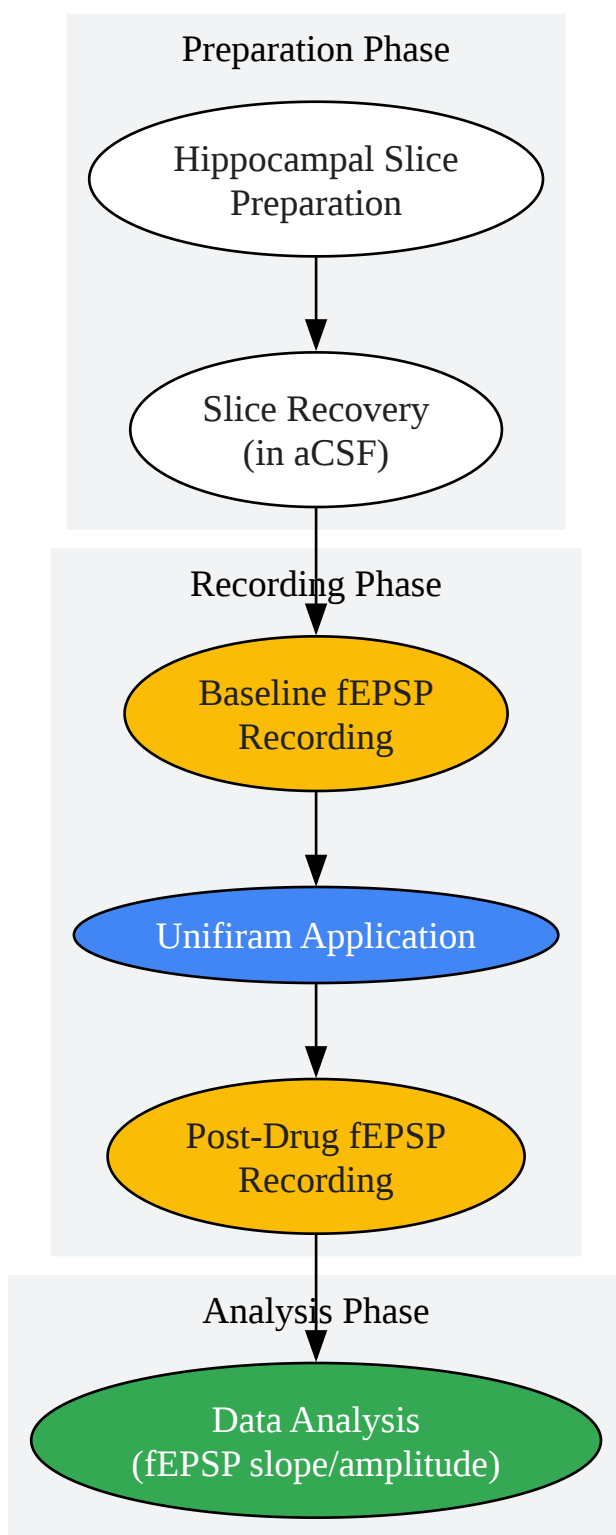 Preparation Phase
Hippocampal Slice
Preparation
Slice Recovery
(in aCSF)
Recording Phase
Baseline fEPSP
Recording
Unifiram Application
Post-Drug fEPSP
Recording
Analysis Phase
Data Analysis
(fEPSP slope/amplitude)